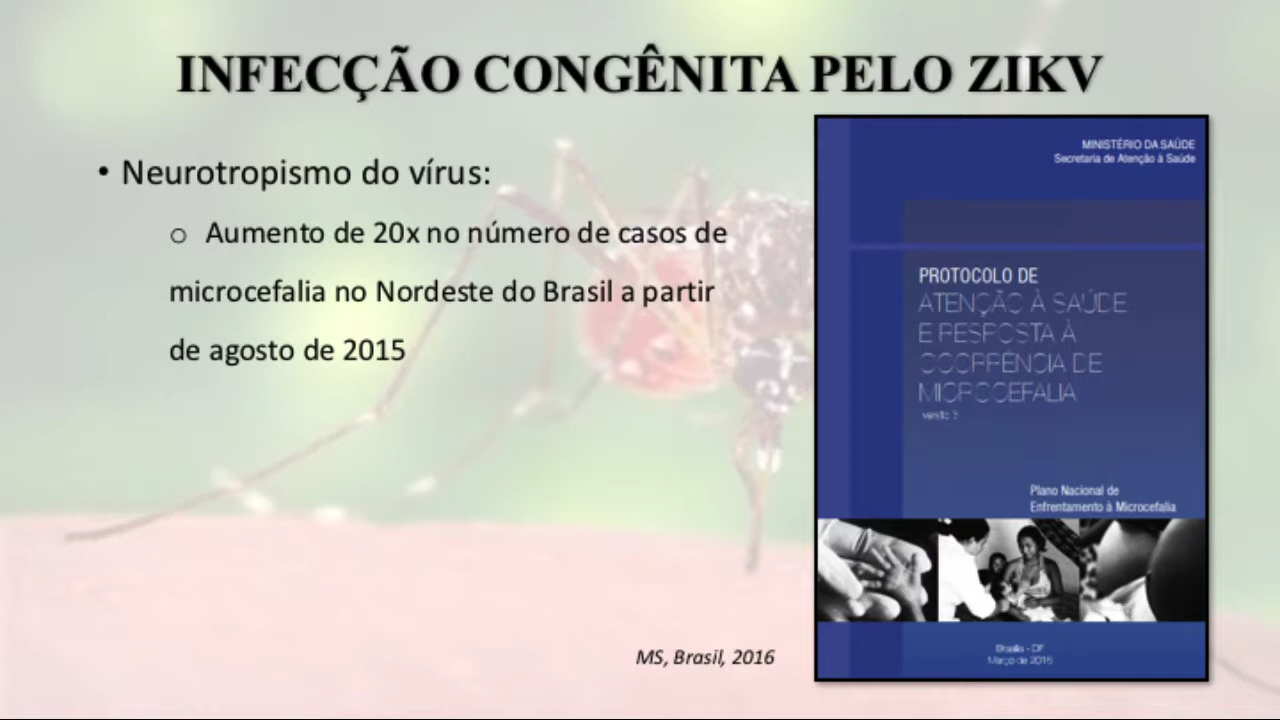 INFECÇÃO CONGÊNITA PELO ZIKV
• Neurotropismo do vírus:
o Aumento de 20x no número de casos de
microcefalia no Nordeste do Brasil a partir
de agosto de 2015
MS, Brasil, 2016
MINISTÉRIO DA SAÚDE
Secretaria de Atenção à Saúde
PROTOCOLO DE
ATENÇÃO À SAÚDE
E RESPOSTA À
OCORRÊNCIA DE
MICROCEFALIA
versão 3
Plano Nacional de
Enfrentamento à Microcefalia
Brasília - DF
Março de 2016